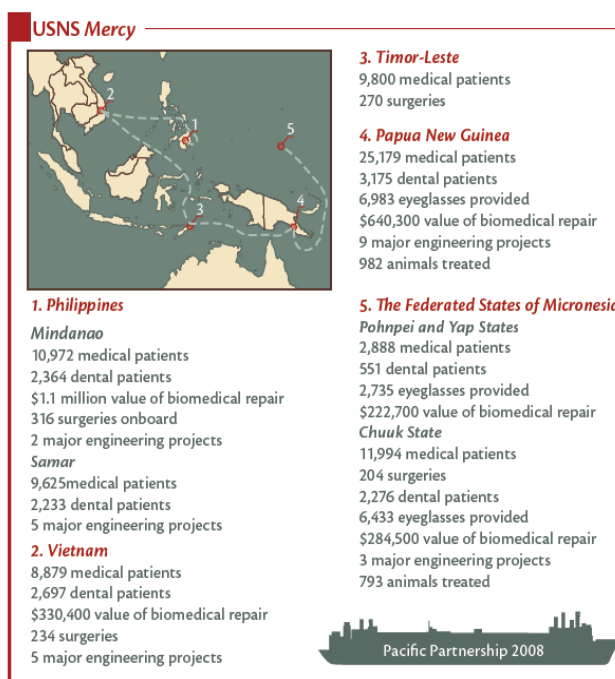 USNS Mercy
2
1
5
3
4
1. Philippines
Mindanao
10,972 medical patients
2,364 dental patients
$1.1 million value of biomedical repair
316 surgeries onboard
2 major engineering projects
Samar
9,625medical patients
2,233 dental patients
5 major engineering projects
2. Vietnam
8,879 medical patients
2,697 dental patients
$330,400 value of biomedical repair
234 surgeries
5 major engineering projects
3. Timor-Leste
9,800 medical patients
270 surgeries
4. Papua New Guinea
25,179 medical patients
3,175 dental patients
6,983 eyeglasses provided
$640,300 value of biomedical repair
9 major engineering projects
982 animals treated
5. The Federated States of Micronesia
Pohnpei and Yap States
2,888 medical patients
551 dental patients
2,735 eyeglasses provided
$222,700 value of biomedical repair
Chuuk State
11,994 medical patients
204 surgeries
2,276 dental patients
6,433 eyeglasses provided
$284,500 value of biomedical repair
3 major engineering projects
793 animals treated
Pacific Partnership 2008